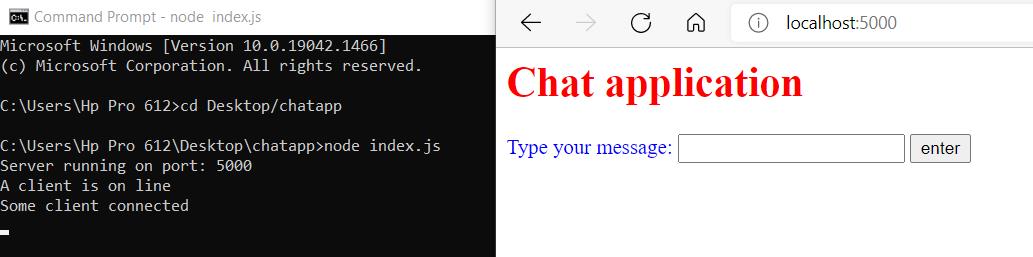 Command Prompt - node index.js
Microsoft Windows [Version 10.0.19042.1466]
(c) Microsoft Corporation. All rights reserved.
C:\Users\Hp Pro 612>cd Desktop/chatapp
C:\Users\Hp Pro 612\Desktop\chatapp>node index.js
Server running on port: 5000
A client is on line
Some client connected
localhost:5000
Chat application
Type your message: enter